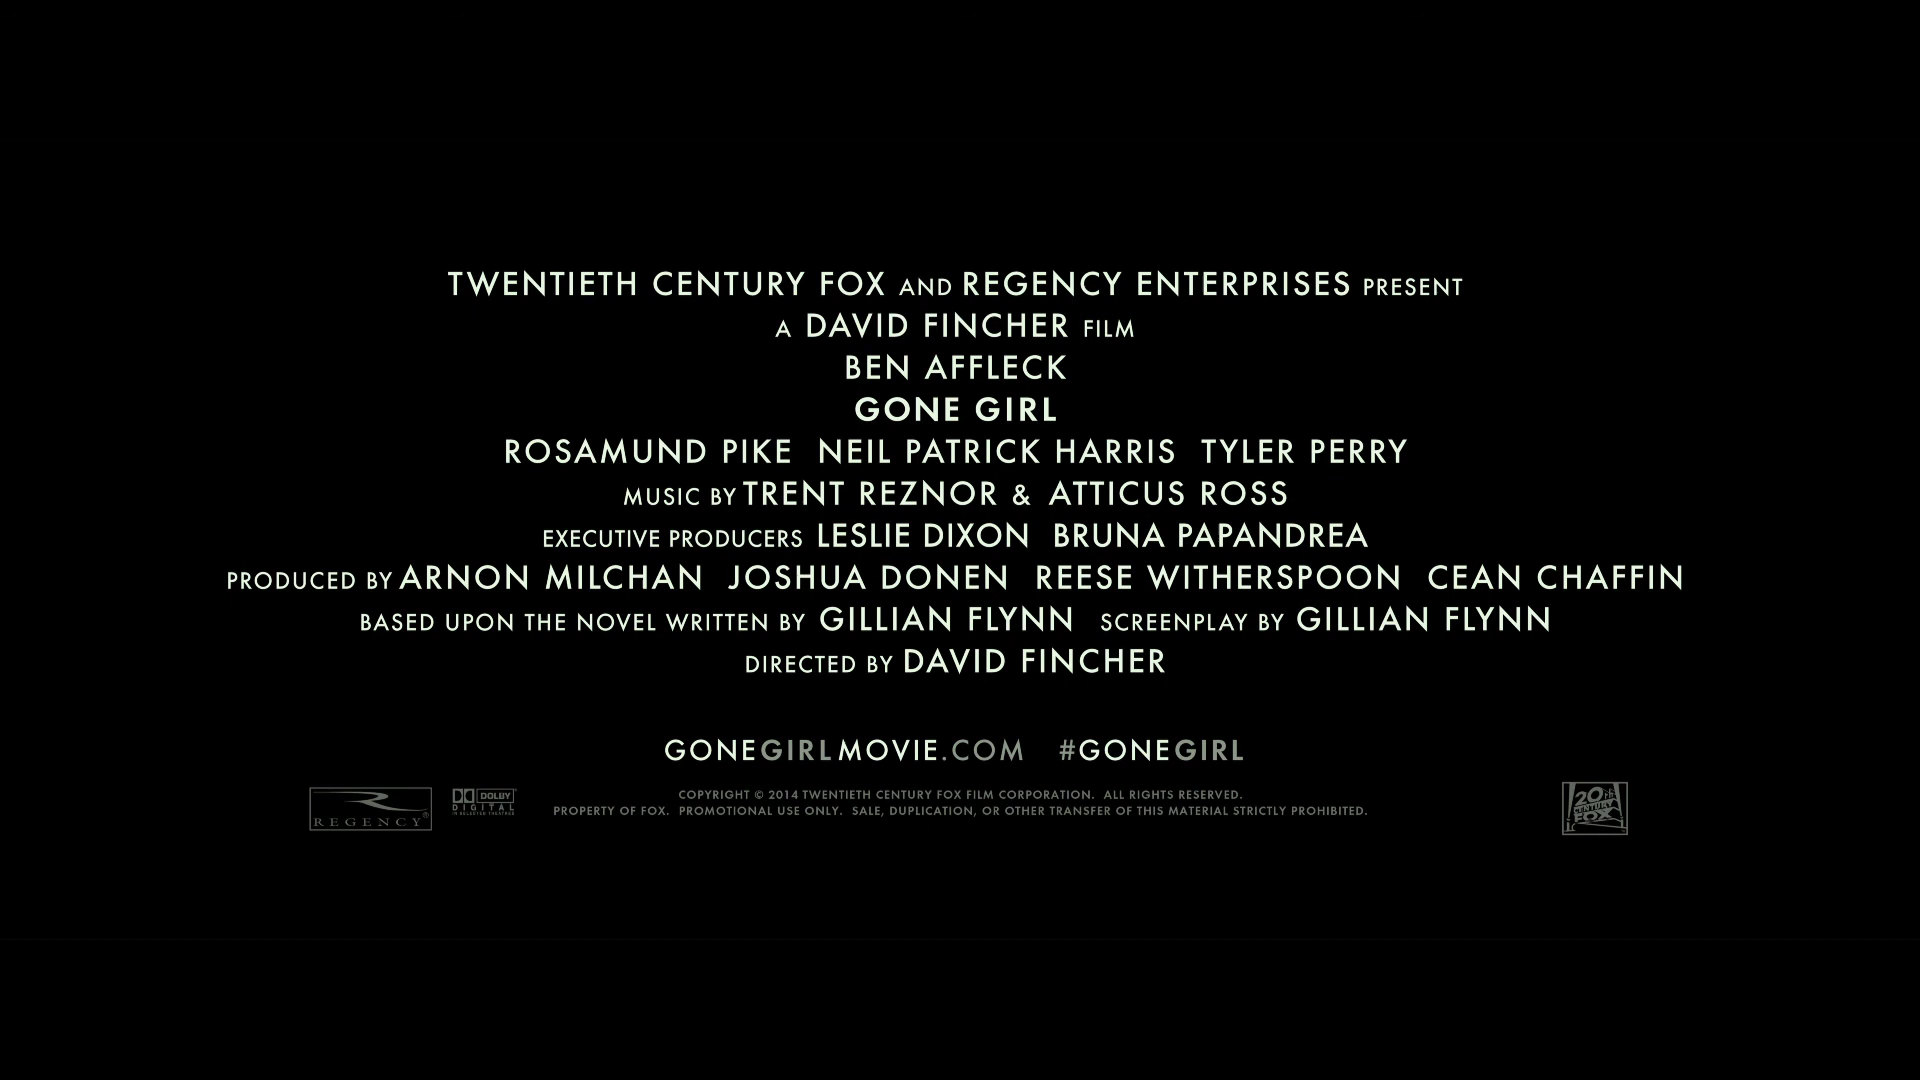 TWENTIETH CENTURY FOX AND REGENCY ENTERPRISES PRESENT
A DAVID FINCHER FILM
BEN AFFLECK
GONE GIRL
ROSAMUND PIKE NEIL PATRICK HARRIS TYLER PERRY
MUSIC BY TRENT REZNOR & ATTICUS ROSS
EXECUTIVE PRODUCERS LESLIE DIXON BRUNA PAPANDREA
PRODUCED BY ARNON MILCHAN JOSHUA DONEN REESE WITHERSPOON CEAN CHAFFIN
BASED UPON THE NOVEL WRITTEN BY GILLIAN FLYNN SCREENPLAY BY GILLIAN FLYNN
DIRECTED BY DAVID FINCHER
GONEGIRLMOVIE.COM #GONEGIRL
REGENCY®
DOLBY
DIGITAL
IN SELECTED THEATRES
COPYRIGHT © 2014 TWENTIETH CENTURY FOX FILM CORPORATION. ALL RIGHTS RESERVED.
PROPERTY OF FOX. PROMOTIONAL USE ONLY. SALE, DUPLICATION, OR OTHER TRANSFER OF THIS MATERIAL STRICTLY PROHIBITED.
20th
CENTURY
FOX